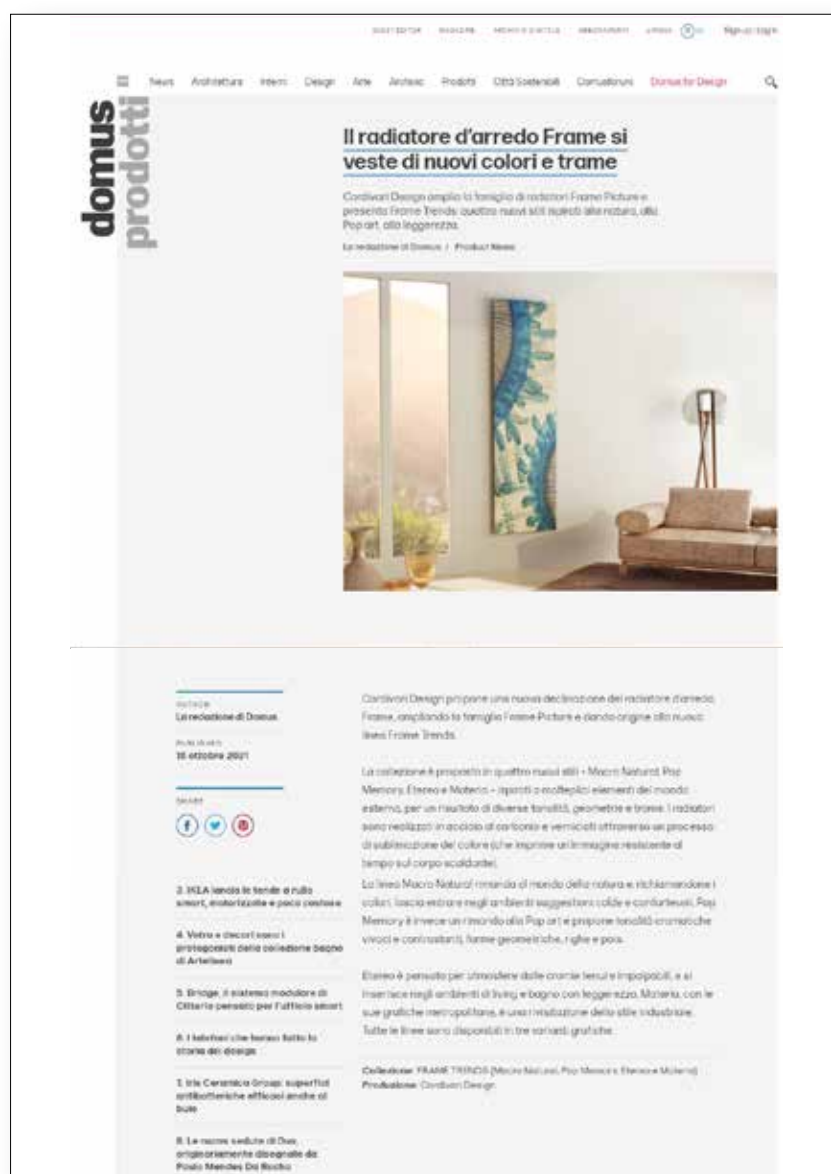 GUEST EDITOR MAGAZINE
Sign up / Log in
News Architettura Interni Design Arte Archivio Prodotti Città Sostenibili Domusforum Domus for Design
domus
prodotti
Il radiatore d'arredo Frame si
veste di nuovi colori e trame
Cordivari Design amplia la famiglia di radiatori Frame Picture e
presenta Frame Trends: quattro nuovi stili ispirati alla natura, alla
Pop art, alla leggerezza.
La redazione di Domus / Product News
AUTHOR
La redazione di Domus
PUBLISHED
15 ottobre 2021
SHARE
3. IKEA lancia le tende a rullo
smart, motorizzate e poco costose
4. Vetro e decori sono i
protagonisti della collezione bagno
di Artelinea
5. Bridge, il sistema modulare di
Citterio pensato per l'ufficio smart
6. I telefoni che hanno fatto la
storia del design
7. Iris Ceramica Group: superfici
antibatteriche efficaci anche al
buio
8. Le nuove sedute di Dua,
originariamente disegnate da
Paulo Mendes Da Rocha
Cordivari Design propone una nuova declinazione del radiatore d'arredo
Frame, ampliando la famiglia Frame Picture e dando origine alla nuova
linea Frame Trends.
La collezione è proposta in quattro nuovi stili – Macro Natural, Pop
Memory, Etereo e Materia – ispirati a molteplici elementi del mondo
esterno, per un risultato di diverse tonalità, geometrie e trame. I radiatori
sono realizzati in acciaio al carbonio e verniciati attraverso un processo
di sublimazione del colore (che imprime un'immagine resistente al
tempo sul corpo scaldante).
La linea Macro Natural rimanda al mondo della natura e, richiamandone i
colori, lascia entrare negli ambienti suggestioni calde e confortevoli. Pop
Memory è invece un rimando alla Pop art e propone tonalità cromatiche
vivaci e contrastanti, forme geometriche, righe e pois.
Etereo è pensato per atmosfere dalle cromie tenui e impalpabili, e si
inserisce negli ambienti di living e bagno con leggerezza. Materia, con le
sue grafiche metropolitane, è una rivisitazione dello stile industriale.
Tutte le linee sono disponibili in tre varianti grafiche.
Collezione: FRAME TRENDS (Macro Natural, Pop Memory, Etereo e Materia)
Produzione: Cordivari Design